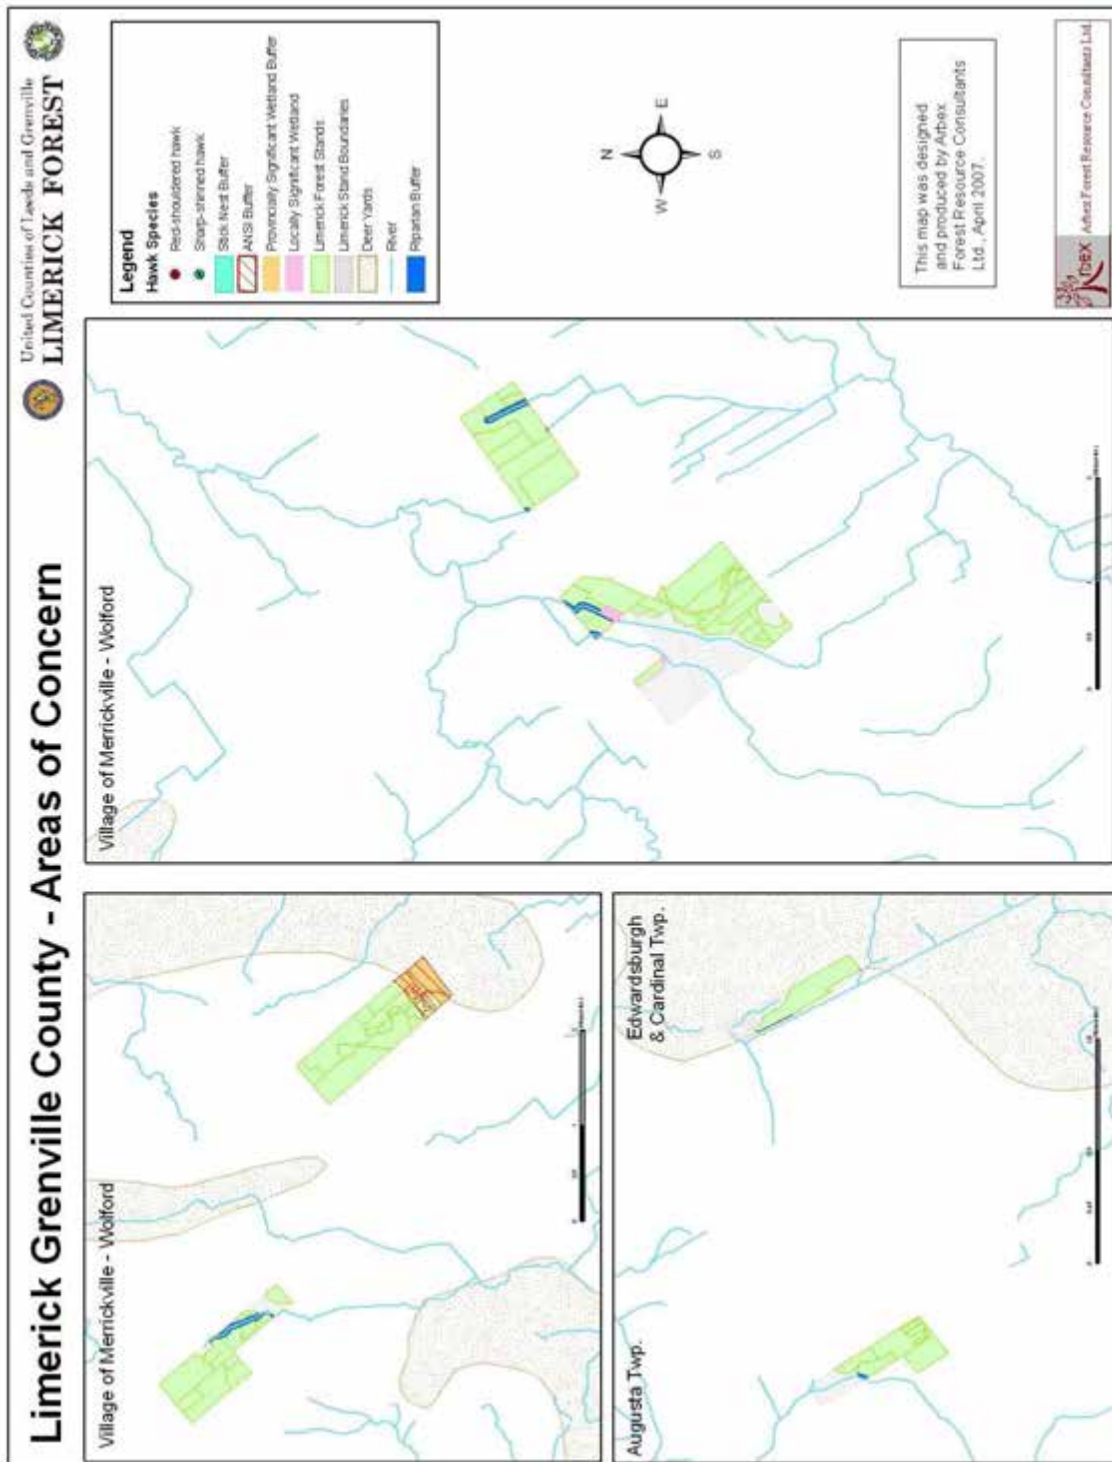 Limerick Grenville County - Areas of Concern
United Counties of Leeds and Grenville
LIMERICK FOREST
Village of Merrickville - Wolford
Village of Merrickville - Wolford
Augusta Twp.
Edwardsburgh
& Cardinal Twp.
Legend
Hawk Species
Red-shouldered hawk
Sharp-shinned hawk
Stick Nest Buffer
ANSI Buffer
Provincially Significant Wetland Buffer
Locally Significant Wetland
Limerick Forest Stands
Limerick Stand Boundaries
Deer Yards
River
Riparian Buffer
N
W
E
S
This map was designed
and produced by Arbex
Forest Resource Consultants
Ltd., April 2007.
Arbex Forest Resource Consultants Ltd.